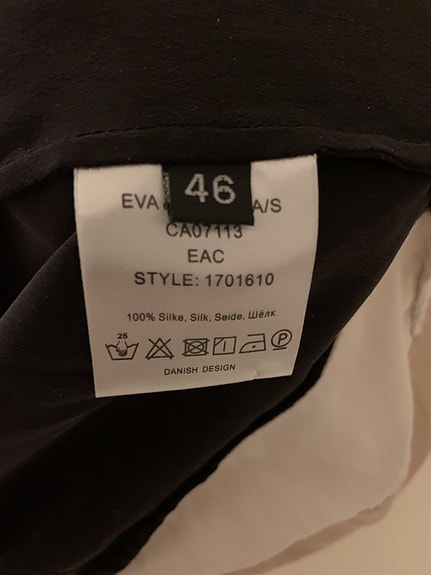 46
EVA A/S
CA07113
EAC
STYLE: 1701610
100% Silke, Silk, Seide, Шёлк
25
P
DANISH DESIGN